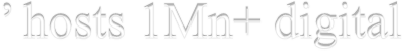 ’ hosts 1Mn+ digital